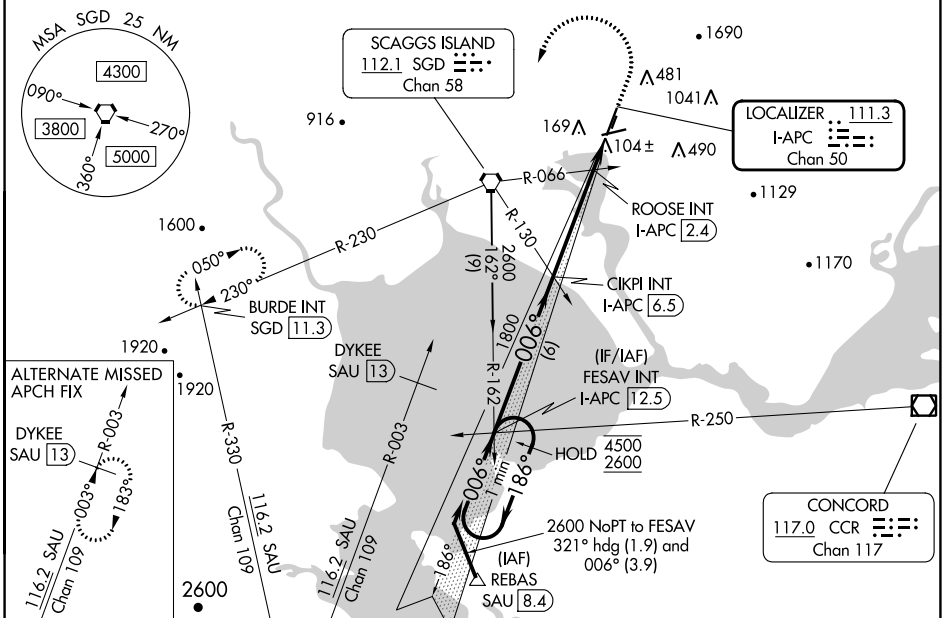 MSA SGD 25 NM
4300
090°
3800
270°
5000
360°
SCAGGS ISLAND
112.1 SGD
Chan 58
1690
481
1041
916
169
104 ±
490
LOCALIZER 111.3
I-APC
Chan 50
R-066
ROOSE INT
I-APC 2.4
1129
R-230
R-130
2600
162°
(9)
1600
050°
230°
BURDE INT
SGD 11.3
CIKPI INT
I-APC 6.5
1170
1800
006°
(6)
DYKEE
SAU 13
R-162
(IF/IAF)
FESAV INT
I-APC 12.5
1920
1920
ALTERNATE MISSED
APCH FIX
DYKEE
SAU 13
R-003
003°
183°
116.2 SAU
Chan 109
R-330
116.2 SAU
Chan 109
R-003
116.2 SAU
Chan 109
R-250
HOLD 4500
2600
006°
1 min
186°
186°
2600 NoPT to FESAV
321° hdg (1.9) and
006° (3.9)
(IAF)
REBAS
SAU 8.4
CONCORD
117.0 CCR
Chan 117
2600